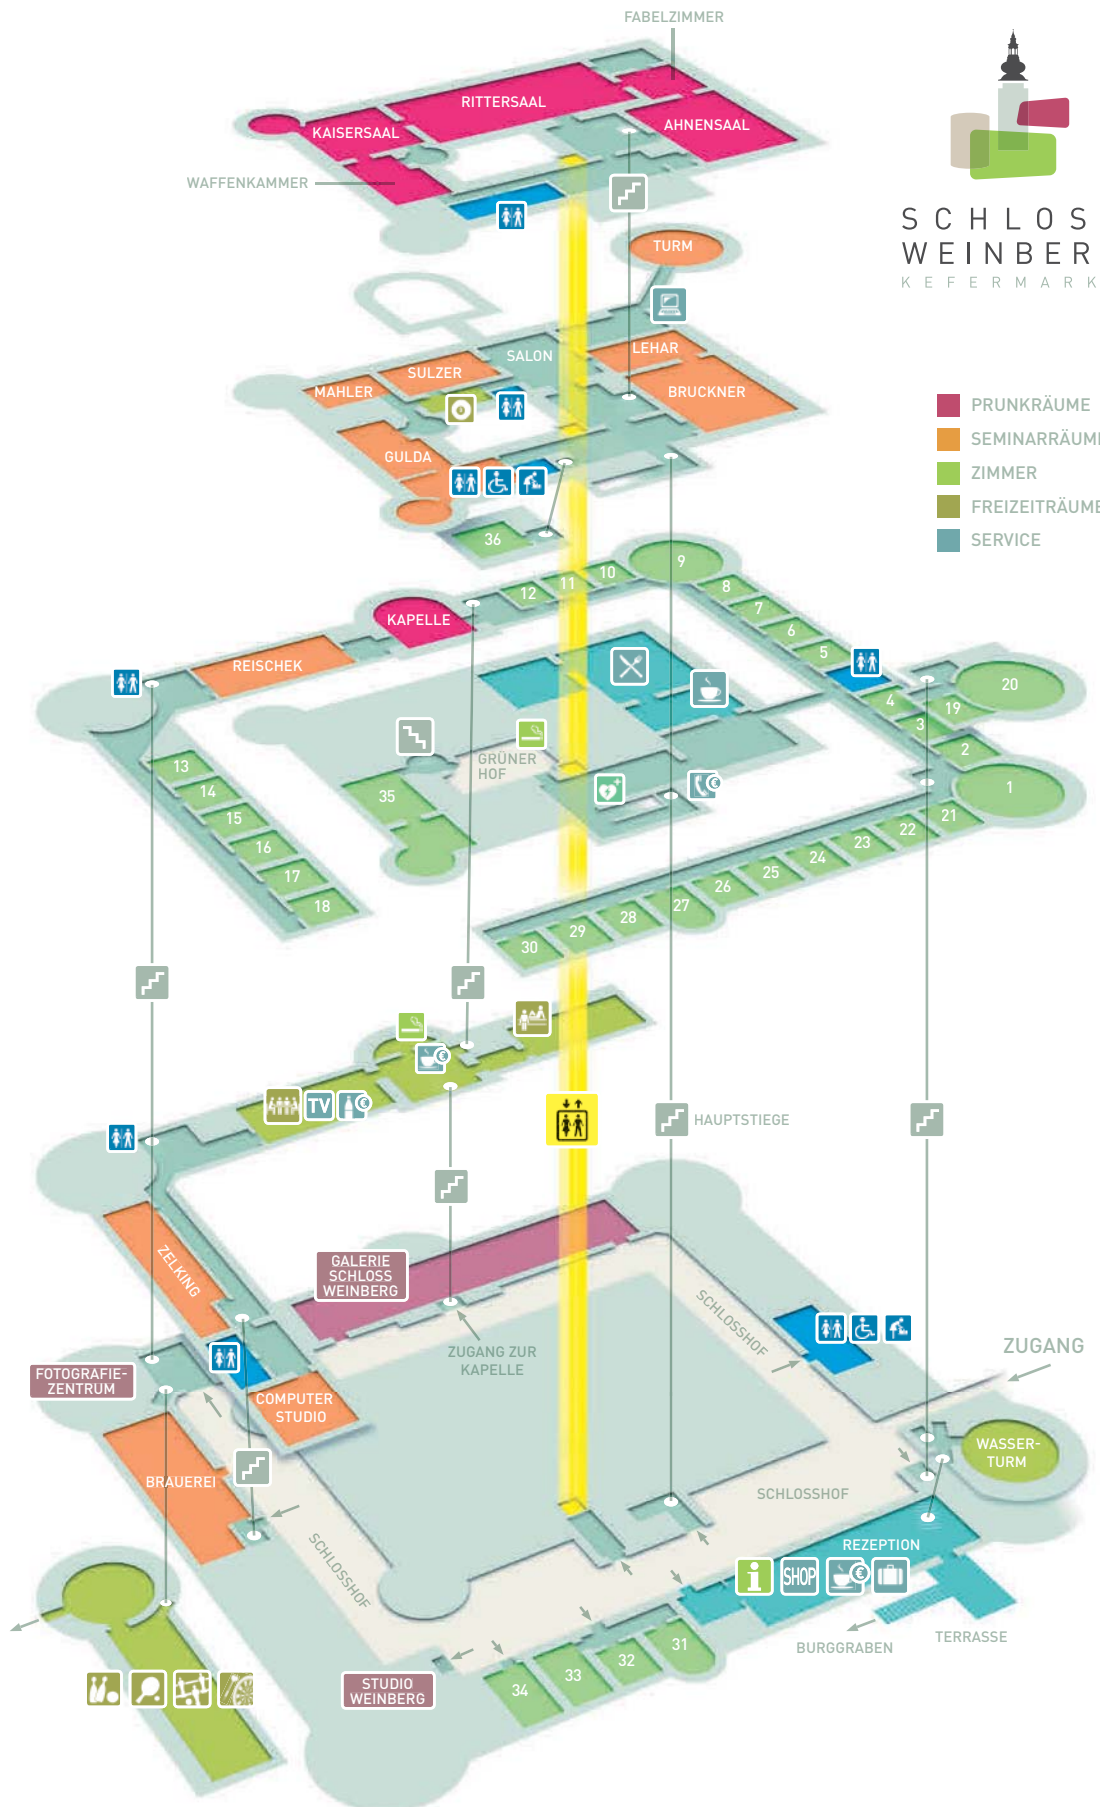 FABELZIMMER
RITTERSAAL
KAISERSAAL
AHNENSAAL
WAFFENKAMMER
SCHLOS
WEINBER
KEFERMARK
TURM
SALON
LEHAR
SULZER
MAHLER
BRUCKNER
GULDA
PRUNKRÄUME
SEMINARRÄUME
ZIMMER
FREIZEITRÄUME
SERVICE
36
9
10
11
12
8
7
6
5
KAPELLE
REISCHEK
4
3
19
20
2
1
GRÜNER
HOF
€
35
13
14
15
16
17
18
21
22
23
24
25
26
27
28
29
30
€
TV
€
HAUPTSTIEGE
ZELKING
GALERIE
SCHLOSS
WEINBERG
SCHLOSSHOF
ZUGANG ZUR
KAPELLE
ZUGANG
FOTOGRAFIE-
ZENTRUM
COMPUTER
STUDIO
WASSER-
TURM
BRAUEREI
SCHLOSSHOF
SCHLOSSHOF
REZEPTION
i
SHOP
€
BURGGRABEN
TERRASSE
31
32
33
34
STUDIO
WEINBERG